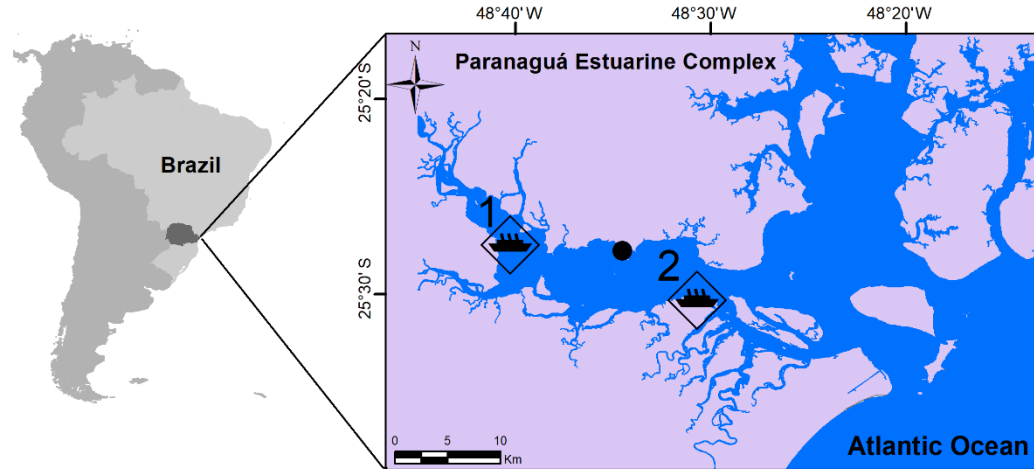 48°40' W 48°30' W 48°20' W
N
Paranaguá Estuarine Complex
25°20' S
Brazil
1
2
25°30' S
0 5 10
Km
Atlantic Ocean